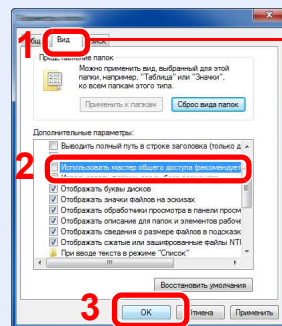 1
Вид
Представление папок
Можно применить вид, выбранный для этой
папки, например, "Таблица" или "Значки",
ко всем папкам этого типа.
Применить к папкам
Сброс вида папок
Дополнительные параметры:
Выводить полный путь в строке заголовка (только д
2
Использовать мастер общего доступа (рекомендует
Отображать буквы дисков
Отображать значки файлов на эскизах
Отображать обработчики просмотра в панели просм
Отображать описание для папок и элементов рабоче
Отображать сведения о размере файлов в подсказк
Отображать сжатые или зашифрованные файлы NTI
При вводе текста в режиме "Список"
Восстановить умолчания
3
OK
Отмена
Применить